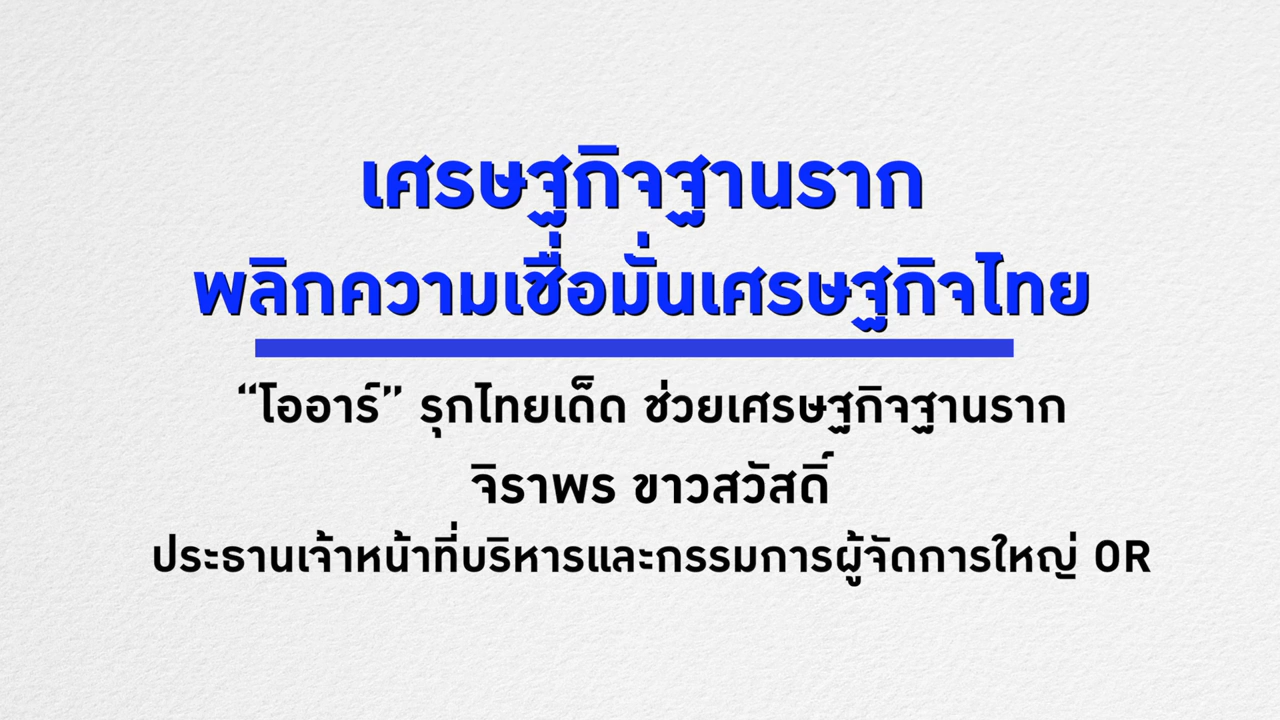 เศรษฐกิจฐานราก
พลิกความเชื่อมั่นเศรษฐกิจไทย
“โออาร์” รุกไทยเด็ด ช่วยเศรษฐกิจฐานราก
จิราพร ขาวสวัสดิ์
ประธานเจ้าหน้าที่บริหารและกรรมการผู้จัดการใหญ่ OR